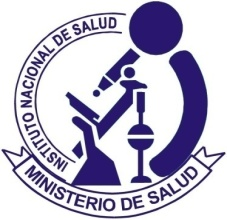 INSTITUTO NACIONAL DE SALUD
MINISTERIO DE SALUD